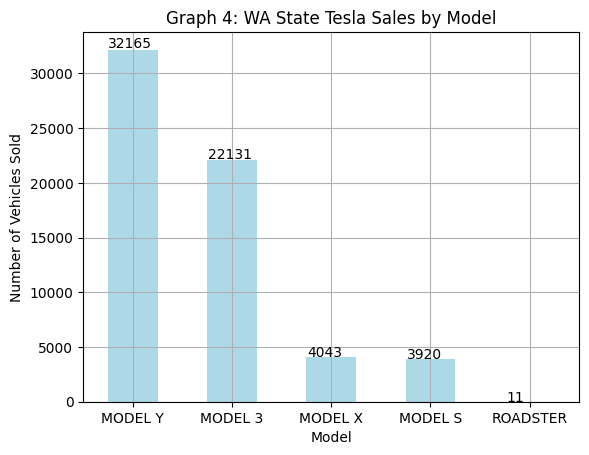 Graph 4: WA State Tesla Sales by Model
Number of Vehicles Sold
30000
25000
20000
15000
10000
5000
0
32165
22131
4043
3920
11
MODEL Y
MODEL 3
MODEL X
MODEL S
ROADSTER
Model